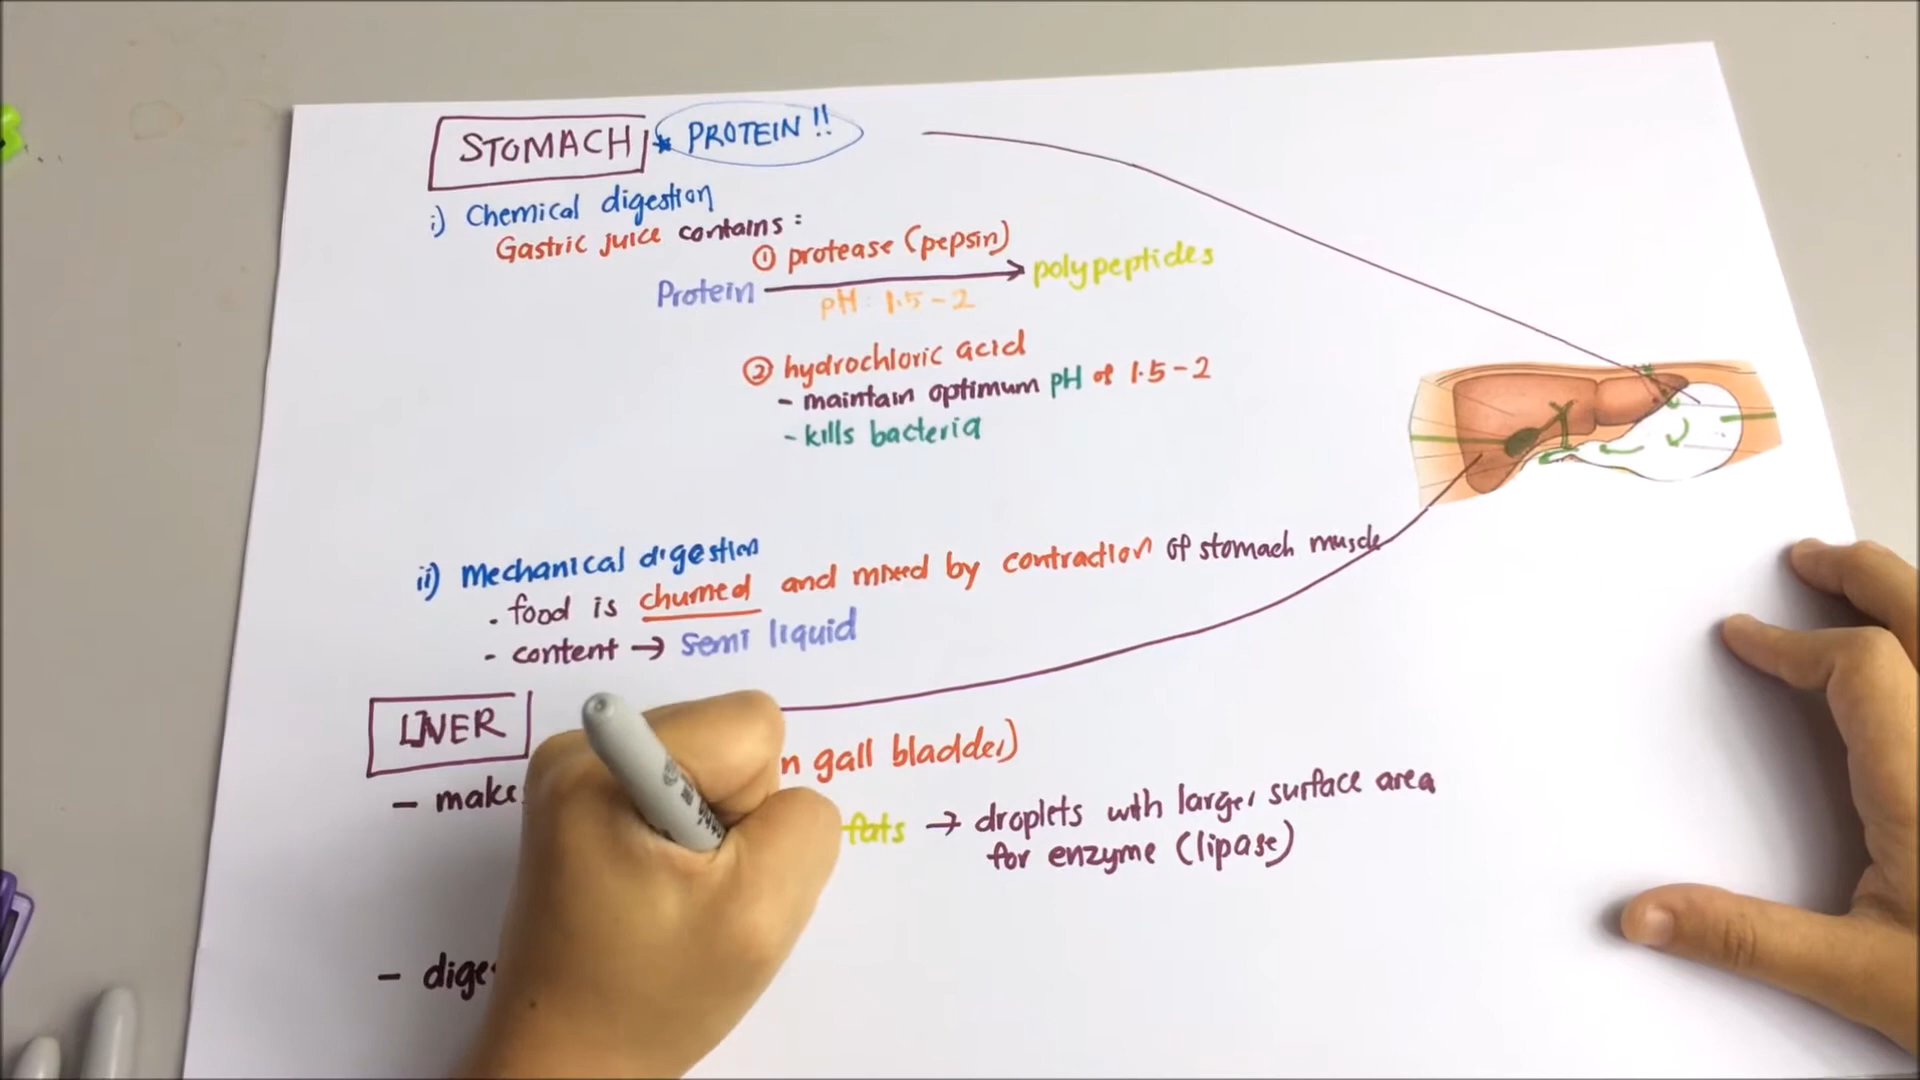 STOMACH * PROTEIN !!
i) Chemical digestion
Gastric juice contains :
① protease (pepsin)
Protein → polypeptides
pH : 1.5 - 2
② hydrochloric acid
- maintain optimum pH of 1.5 - 2
- kills bacteria
ii) Mechanical digestion
- food is churned and mixed by contraction of stomach muscle
- content → semi liquid
LIVER
gall bladder)
- make
fats → droplets with larger surface area
for enzyme (lipase)
- dige